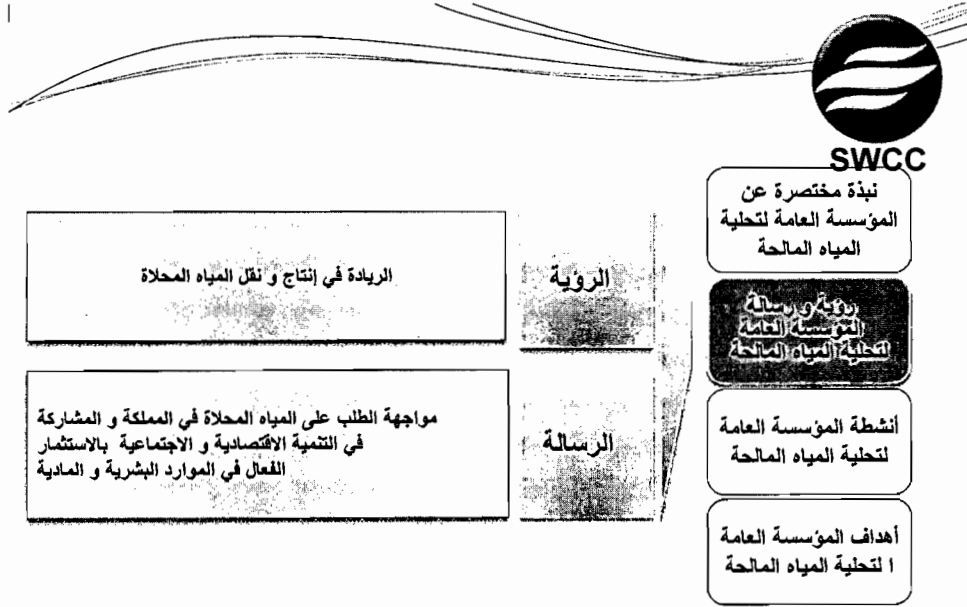 SWCC
نبذة مختصرة عن
المؤسسة العامة لتحلية
المياه المالحة
رؤية و رسالة
المؤسسة العامة
لتحلية المياه المالحة
أنشطة المؤسسة العامة
لتحلية المياه المالحة
أهداف المؤسسة العامة
ا لتحلية المياه المالحة
الرؤية
الريادة في إنتاج و نقل المياه المحلاة
الرسالة
مواجهة الطلب على المياه المحلاة في المملكة و المشاركة
في التنمية الاقتصادية و الاجتماعية بالاستثمار
الفعال في الموارد البشرية و المادية